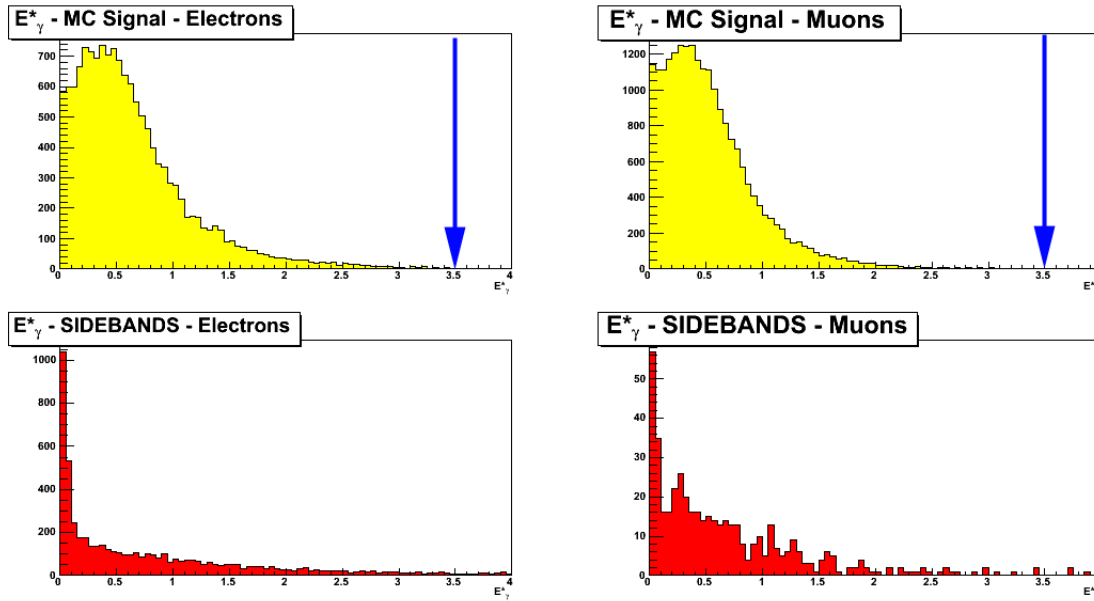 E*γ - MC Signal - Electrons
700
600
500
400
300
200
100
0
0 0.5 1 1.5 2 2.5 3 3.5 4
E*γ
E*γ - MC Signal - Muons
1200
1000
800
600
400
200
0
0 0.5 1 1.5 2 2.5 3 3.5
E*
E*γ - SIDEBANDS - Electrons
1000
800
600
400
200
0
0 0.5 1 1.5 2 2.5 3 3.5 4
E*γ
E*γ - SIDEBANDS - Muons
50
40
30
20
10
0
0 0.5 1 1.5 2 2.5 3 3.5
E*